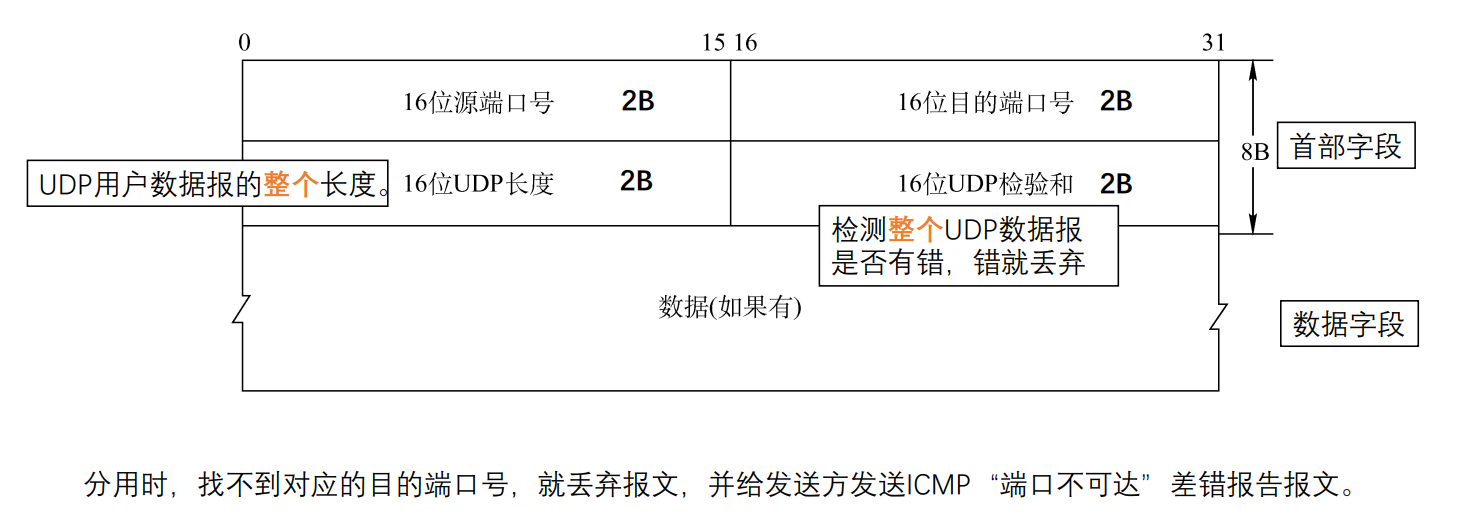 0 15 16 31
16位源端口号 2B 16位目的端口号 2B
8B 首部字段
UDP用户数据报的整个长度。 16位UDP长度 2B 16位UDP检验和 2B
检测整个UDP数据报
是否有错，错就丢弃
数据(如果有)
数据字段
分用时，找不到对应的目的端口号，就丢弃报文，并给发送方发送ICMP“端口不可达”差错报告报文。